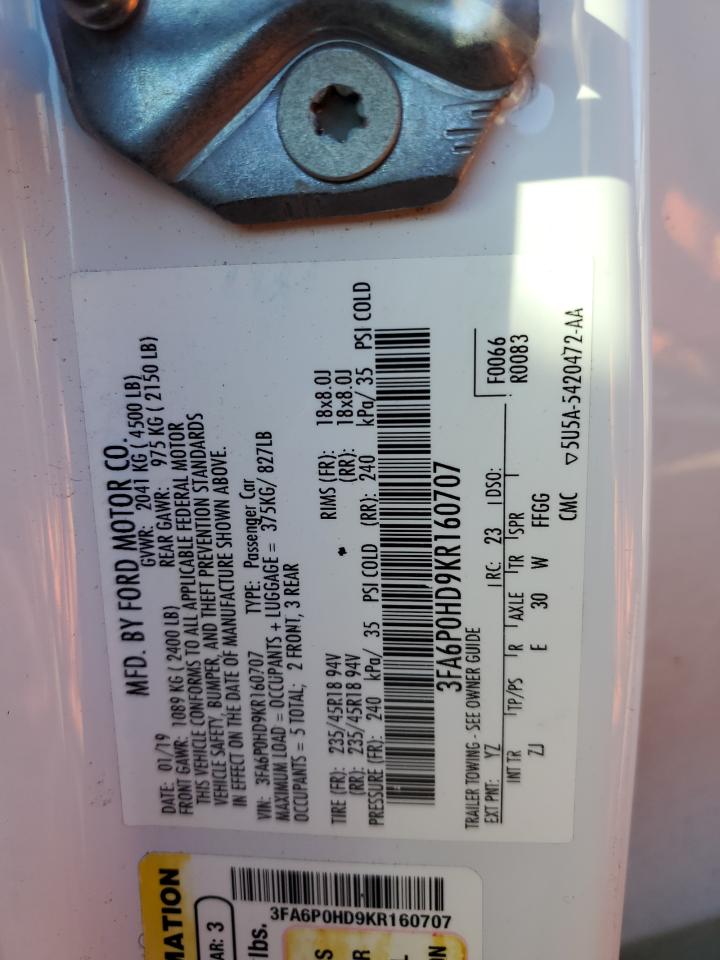 MFD. BY FORD MOTOR CO.
DATE: 01/19 GVWR: 2041 KG ( 4500 LB)
FRONT GAWR: 1089 KG ( 2400 LB) REAR GAWR: 975 KG ( 2150 LB)
THIS VEHICLE CONFORMS TO ALL APPLICABLE FEDERAL MOTOR
VEHICLE SAFETY, BUMPER, AND THEFT PREVENTION STANDARDS
IN EFFECT ON THE DATE OF MANUFACTURE SHOWN ABOVE.
VIN: 3FA6P0HD9KR160707 TYPE: Passenger Car
MAXIMUM LOAD = OCCUPANTS + LUGGAGE = 375KG/ 827LB
OCCUPANTS = 5 TOTAL; 2 FRONT, 3 REAR
TIRE (FR): 235/45R18 94V RIMS (FR): 18x8.0J
(RR): 235/45R18 94V (RR): 18x8.0J
PRESSURE (FR): 240 kPa/ 35 PSI COLD (RR): 240 kPa/ 35 PSI COLD
3FA6P0HD9KR160707
TRAILER TOWING - SEE OWNER GUIDE F0066
EXT PNT: YZ RC: 23 DSO: R0083
INT TR TP/PS R AXLE TR SPR
ZJ E 30 W FFGG
CMC ▽5U5A-5420472-AA
MATION
AR: 3
lbs.
3FA6P0HD9KR160707
S
R
L
ON